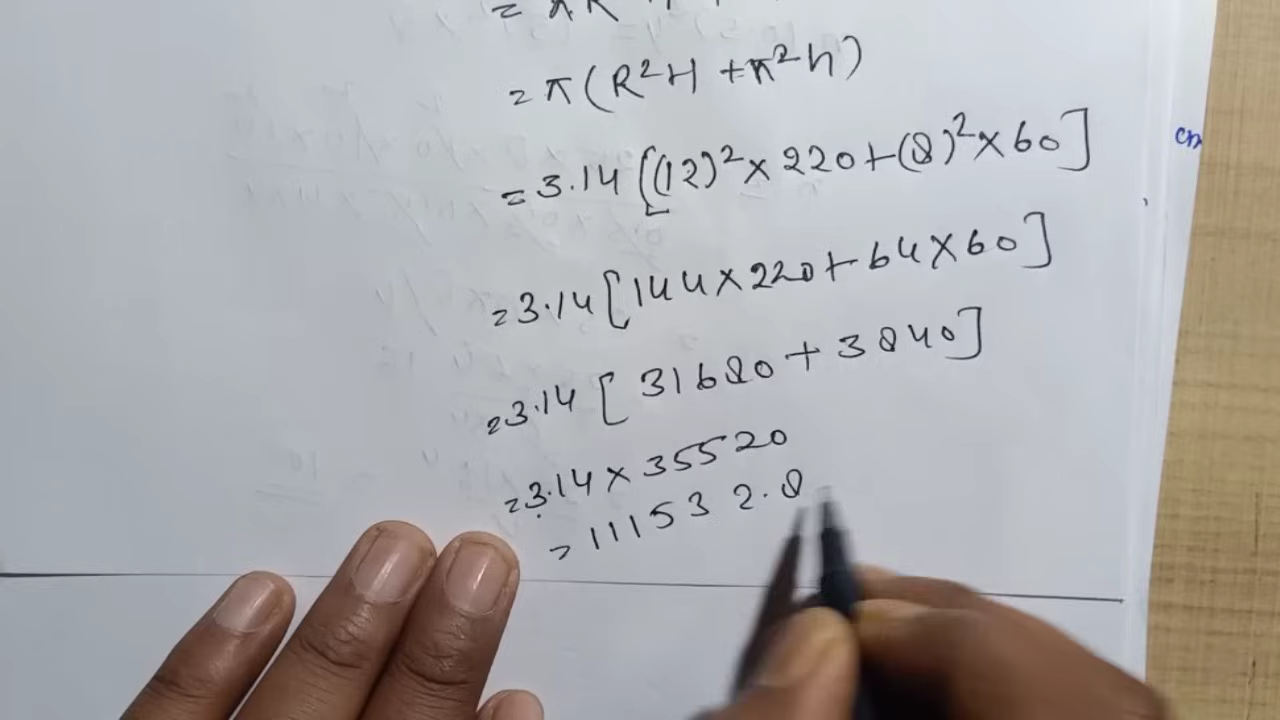 = π(R²H + r²h)
= 3.14 [(12)² × 220 + (8)² × 60]
= 3.14 [144 × 220 + 64 × 60]
= 3.14 [31680 + 3840]
= 3.14 × 35520
= 111532.8
cm